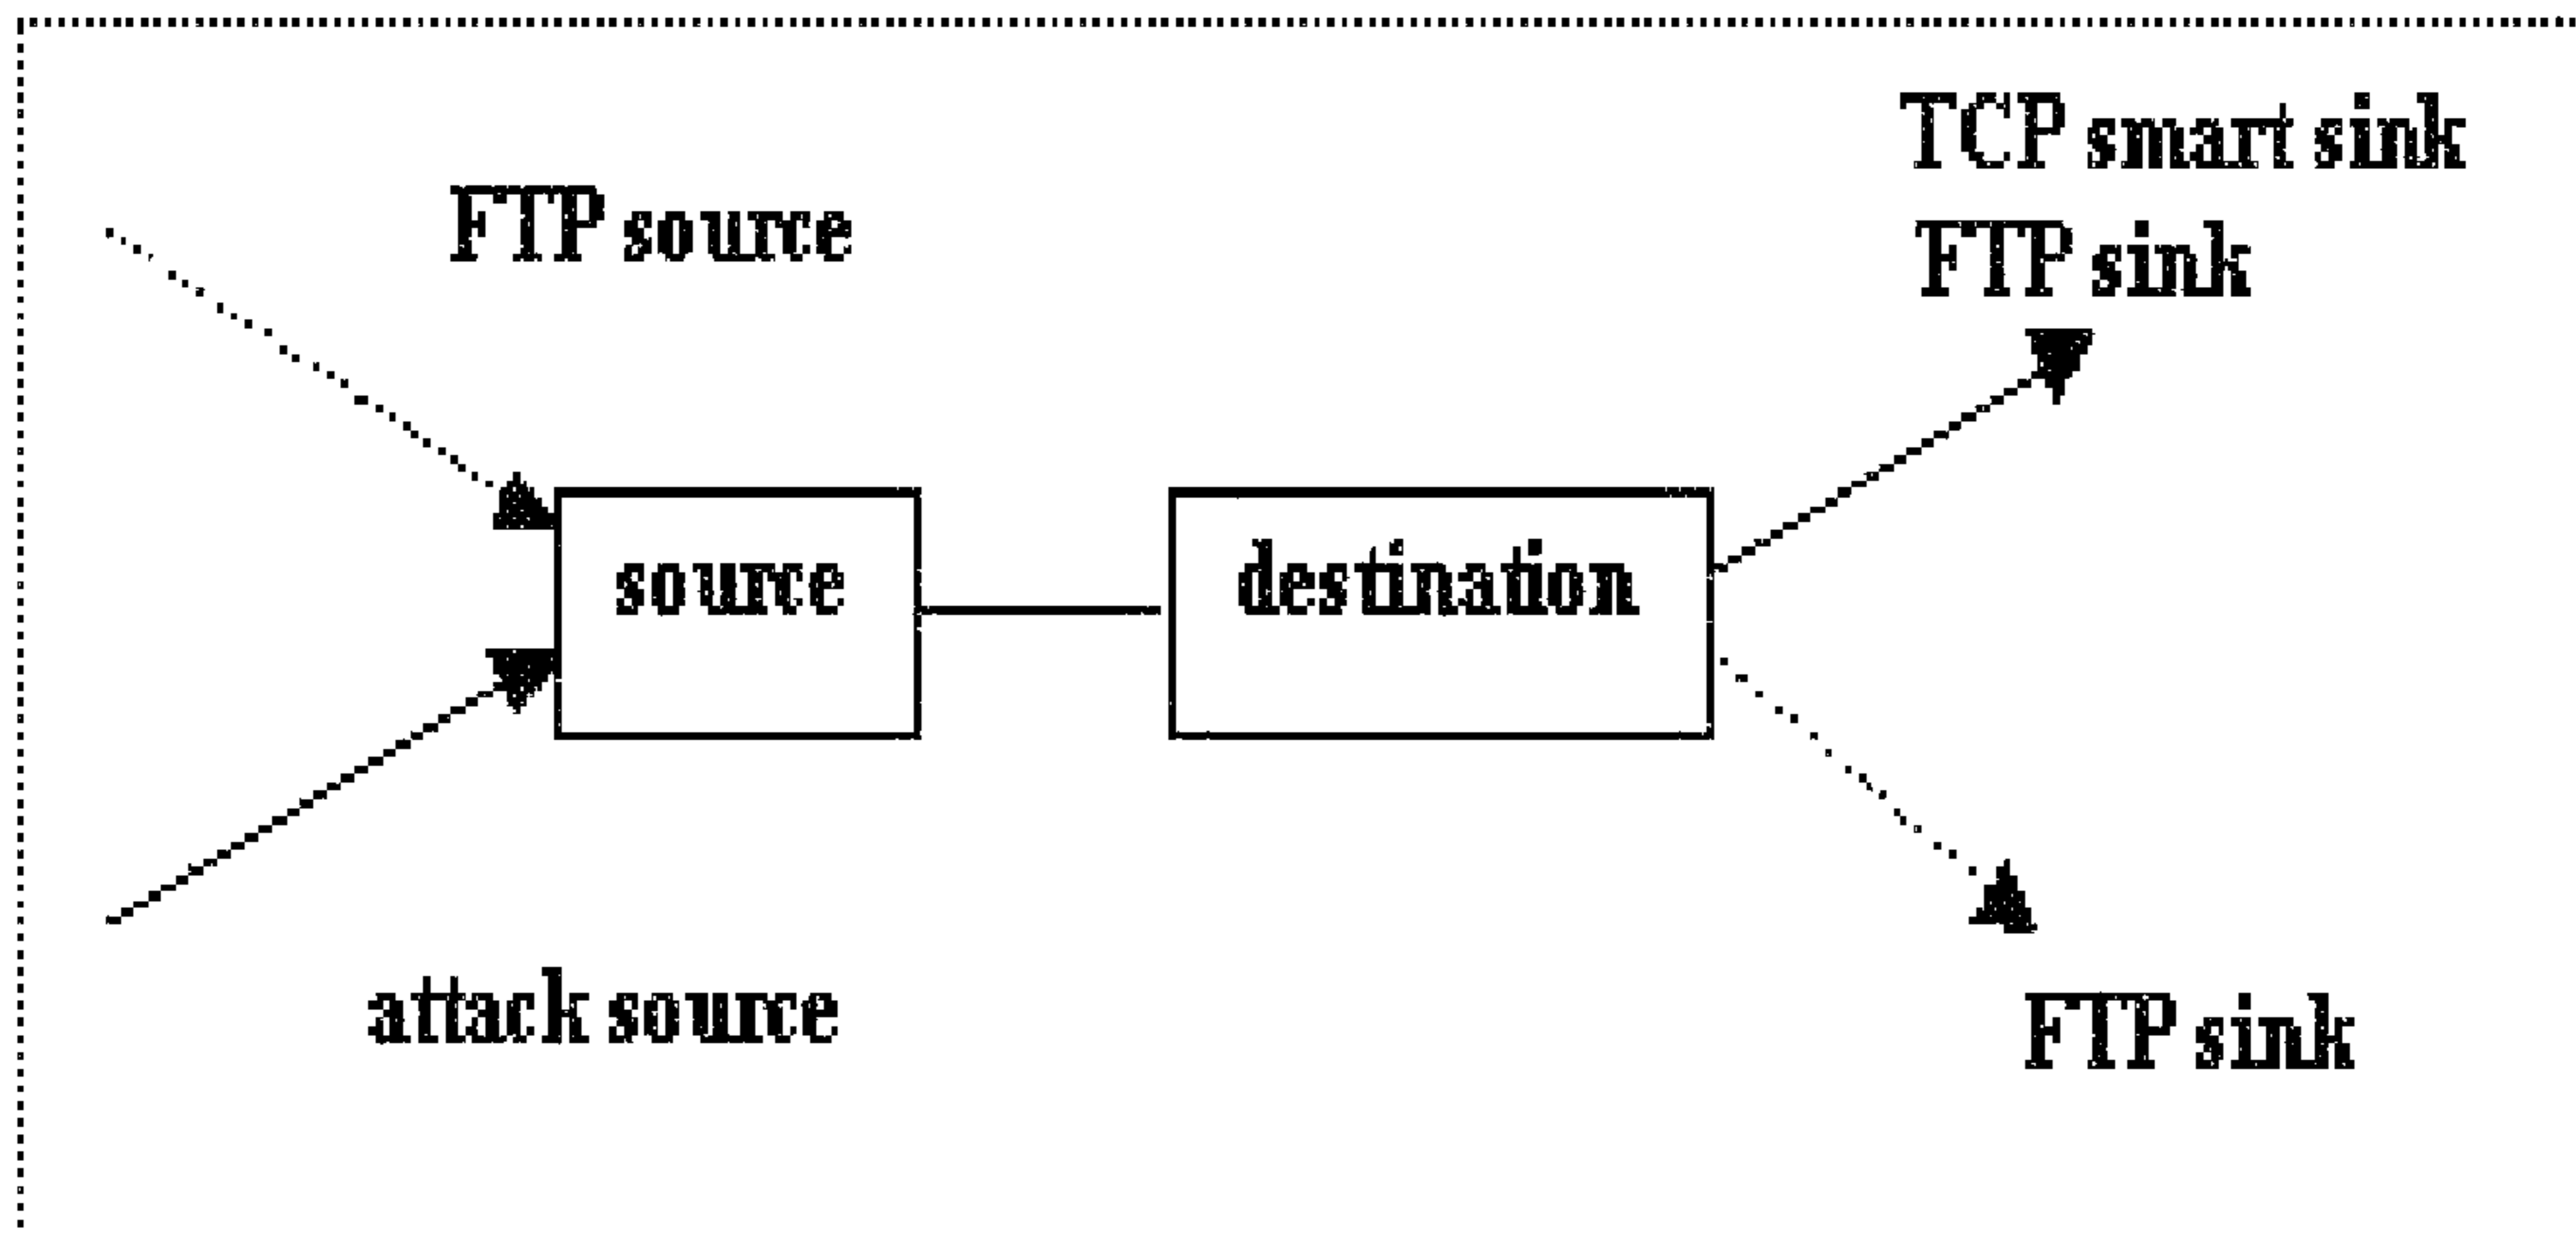 TCP smart sink
FTP source
FTP sink
source
destination
attack source
FTP sink